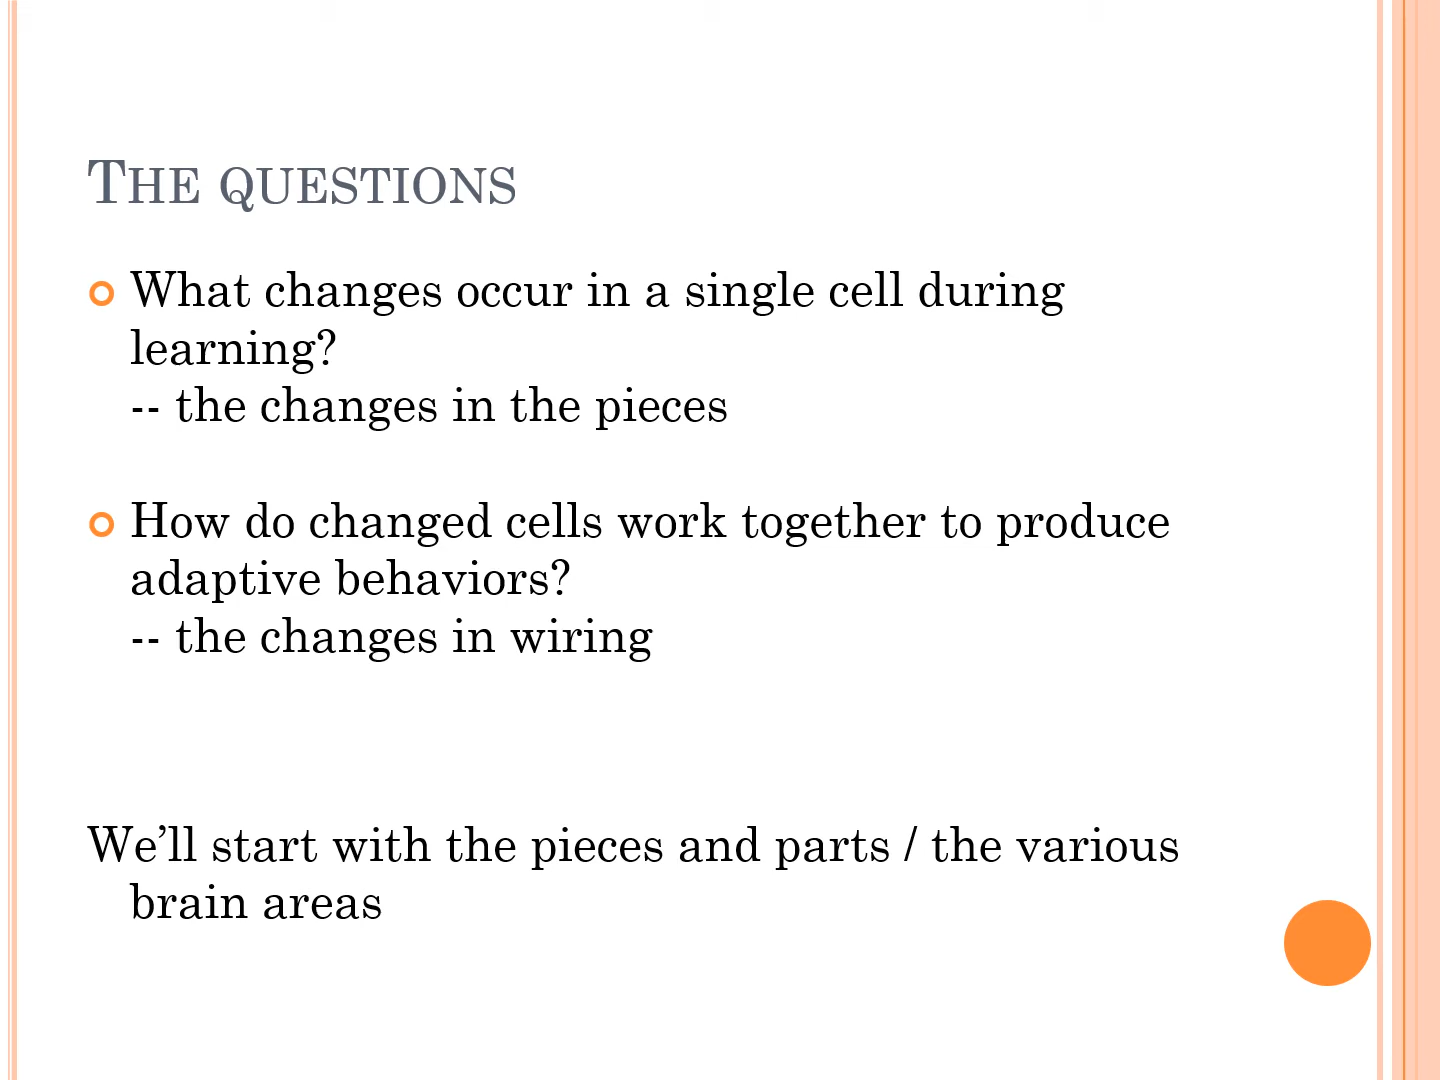 The questions
What changes occur in a single cell during
learning?
-- the changes in the pieces
How do changed cells work together to produce
adaptive behaviors?
-- the changes in wiring
We’ll start with the pieces and parts / the various
brain areas